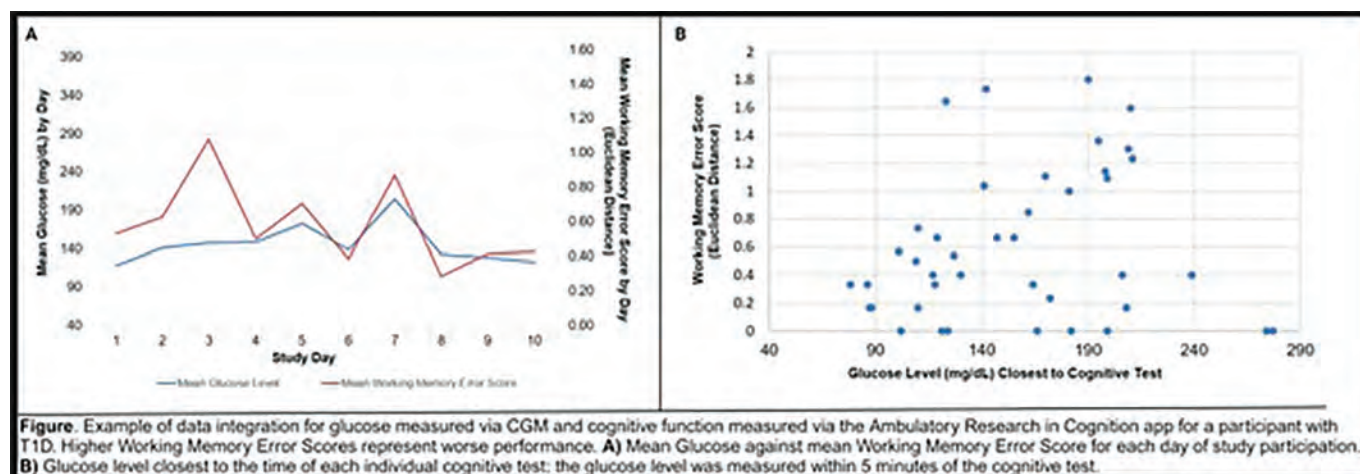 A
390
340
290
240
190
140
90
40
Mean Glucose (mg/dL) by Day
1.60
1.40
1.20
1.00
0.80
0.60
0.40
0.20
0.00
Mean Working Memory Error Score by Day
(Euclidean Distance)
1 2 3 4 5 6 7 8 9 10
Study Day
Mean Glucose Level Mean Working Memory Error Score
B
2
1.8
1.6
1.4
1.2
1
0.8
0.6
0.4
0.2
0
Working Memory Error Score
(Euclidean Distance)
40 90 140 190 240 290
Glucose Level (mg/dL) Closest to Cognitive Test
Figure. Example of data integration for glucose measured via CGM and cognitive function measured via the Ambulatory Research in Cognition app for a participant with
T1D. Higher Working Memory Error Scores represent worse performance. A) Mean Glucose against mean Working Memory Error Score for each day of study participation.
B) Glucose level closest to the time of each individual cognitive test; the glucose level was measured within 5 minutes of the cognitive test.